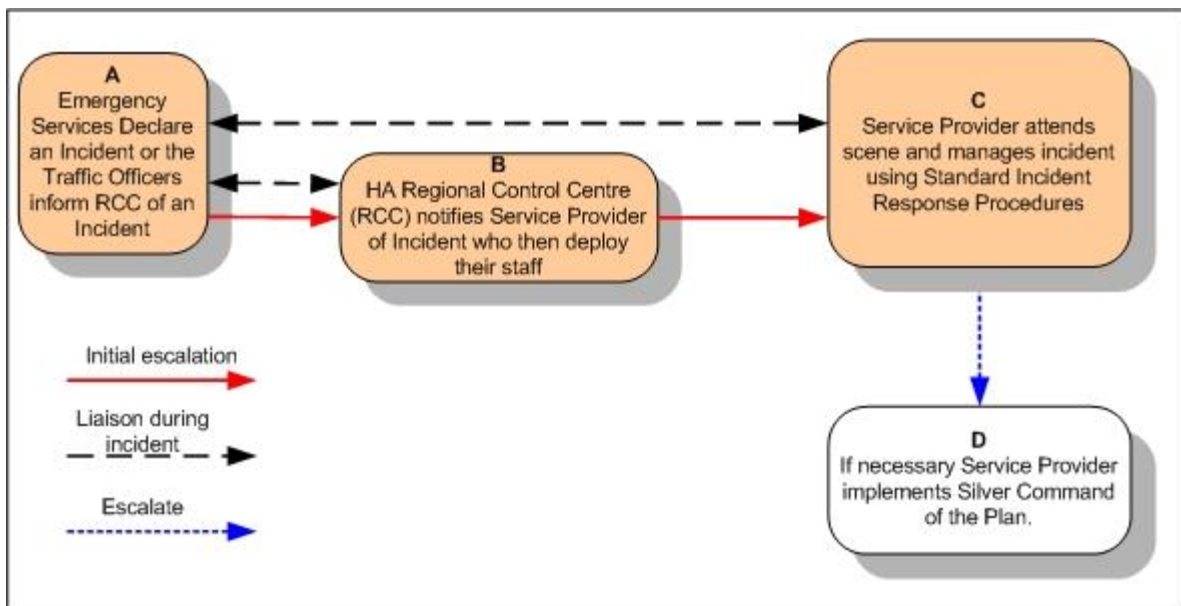 A
Emergency
Services Declare
an Incident or the
Traffic Officers
inform RCC of an
Incident
B
HA Regional Control Centre
(RCC) notifies Service Provider
of Incident who then deploy
their staff
C
Service Provider attends
scene and manages incident
using Standard Incident
Response Procedures
Initial escalation
Liaison during
incident
Escalate
D
If necessary Service Provider
implements Silver Command
of the Plan.